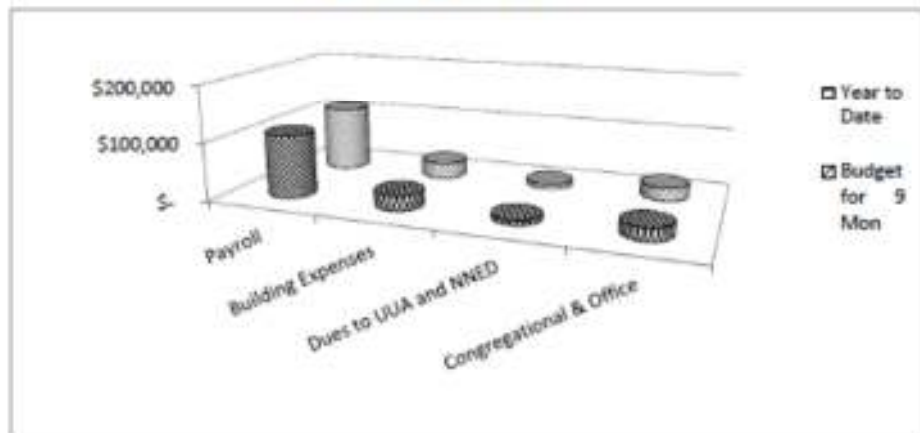 $200,000
$100,000
$-
Payroll
Building Expenses
Dues to UUA and NNED
Congregational & Office
Year to
Date
Budget
for 9
Mon